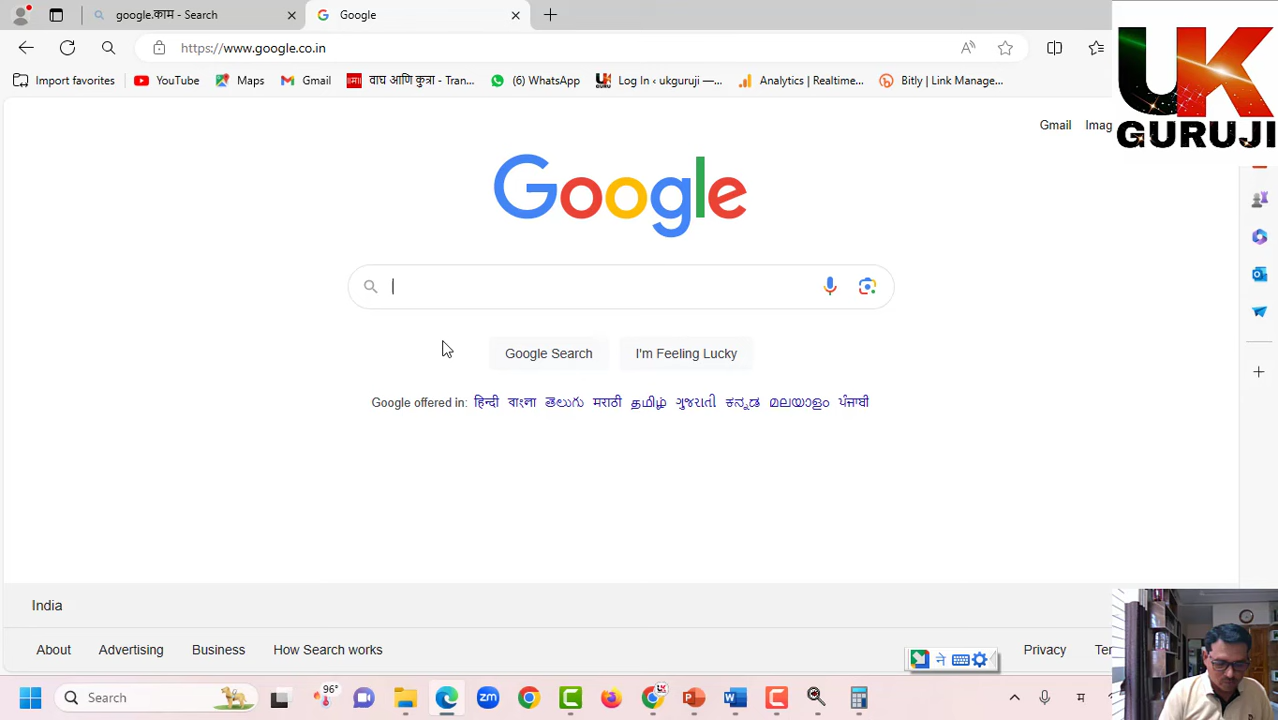 google.काम - Search
Google
https://www.google.co.in
Import favorites YouTube Maps Gmail वाघ आणि कुत्रा - Tran... (6) WhatsApp Log In ‹ ukguruji —... Analytics | Realtime... Bitly | Link Manage...
UK
GURUJI
Gmail Imag
Google
Google Search I'm Feeling Lucky
Google offered in: हिन्दी বাংলা తెలుగు मराठी தமிழ் ગુજરાતી ಕನ್ನಡ മലയാളം ਪੰਜਾਬੀ
India
About Advertising Business How Search works Privacy Ter
ने
Search 96° म